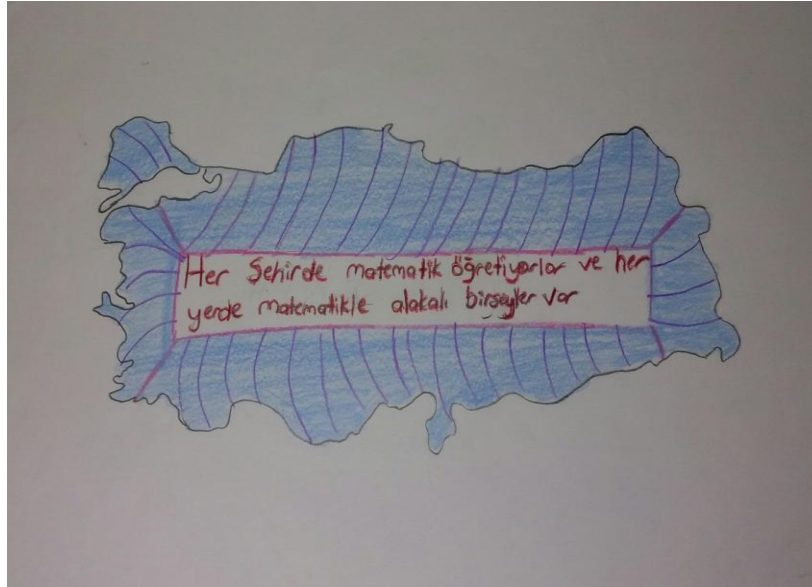 Her Şehirde matematik öğretiyorlar ve her
yerde matematikle alakalı birşeyler var